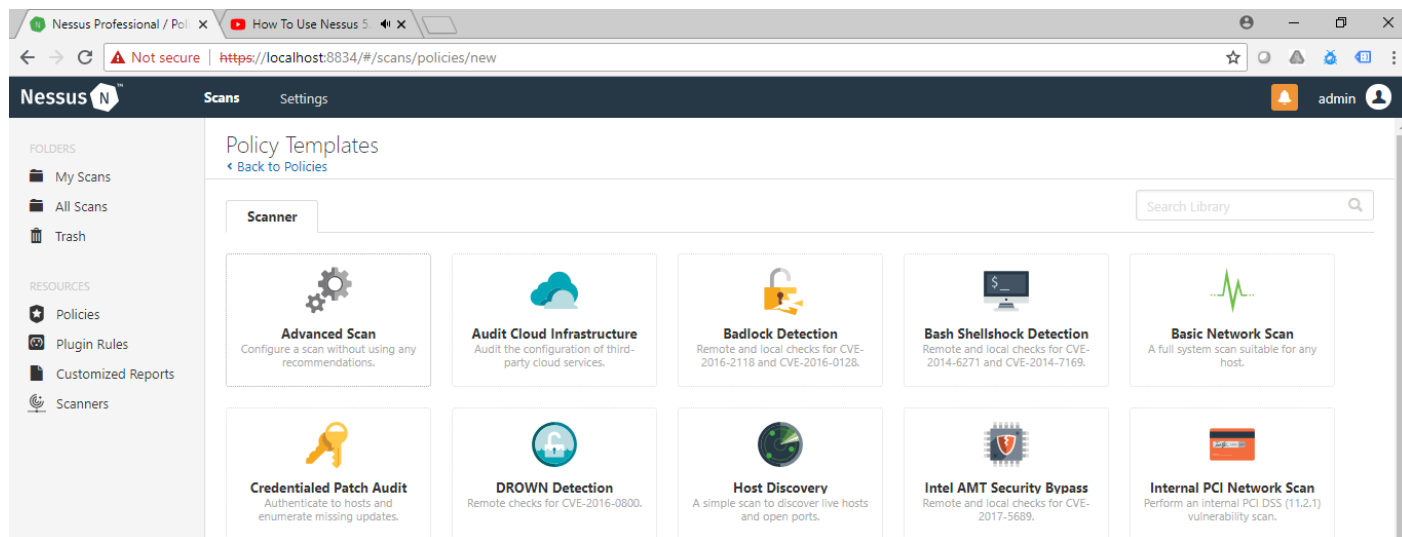 Nessus Professional / Poli
How To Use Nessus 5.
Not secure
https://localhost:8834/#/scans/policies/new
Nessus N™
Scans
Settings
admin
FOLDERS
My Scans
All Scans
Trash
RESOURCES
Policies
Plugin Rules
Customized Reports
Scanners
Policy Templates
Back to Policies
Scanner
Search Library
Advanced Scan
Configure a scan without using any
recommendations.
Audit Cloud Infrastructure
Audit the configuration of third-
party cloud services.
Badlock Detection
Remote and local checks for CVE-
2016-2118 and CVE-2016-0128.
$_
Bash Shellshock Detection
Remote and local checks for CVE-
2014-6271 and CVE-2014-7169.
Basic Network Scan
A full system scan suitable for any
host.
Credentialed Patch Audit
Authenticate to hosts and
enumerate missing updates.
DROWN Detection
Remote checks for CVE-2016-0800.
Host Discovery
A simple scan to discover live hosts
and open ports.
Intel AMT Security Bypass
Remote and local checks for CVE-
2017-5689.
Internal PCI Network Scan
Perform an internal PCI DSS (11.2.1)
vulnerability scan.